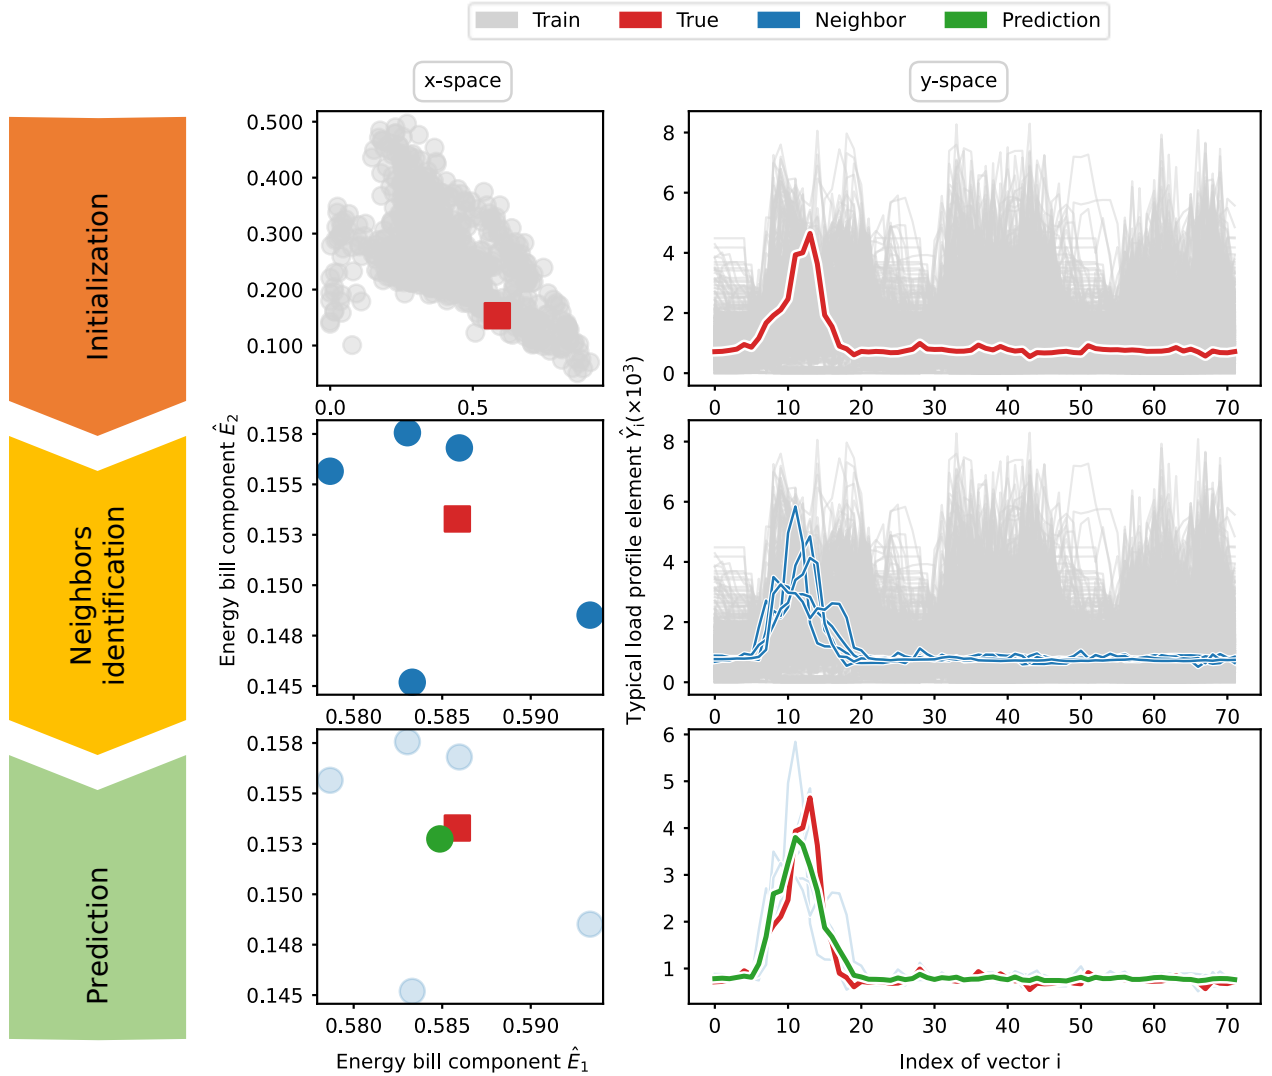 Train True Neighbor Prediction
x-space
y-space
Initialization
0.500
0.400
0.300
0.200
0.100
0.0 0.5
8
6
4
2
0
0 10 20 30 40 50 60 70
Neighbors
identification
0.158
0.155
0.153
0.150
0.148
0.145
0.580 0.585 0.590
8
6
4
2
0
0 10 20 30 40 50 60 70
Energy bill component Ê₂
Typical load profile element Ŷᵢ(×10³)
Prediction
0.158
0.155
0.153
0.150
0.148
0.145
0.580 0.585 0.590
Energy bill component Ê₁
6
5
4
3
2
1
0 10 20 30 40 50 60 70
Index of vector i